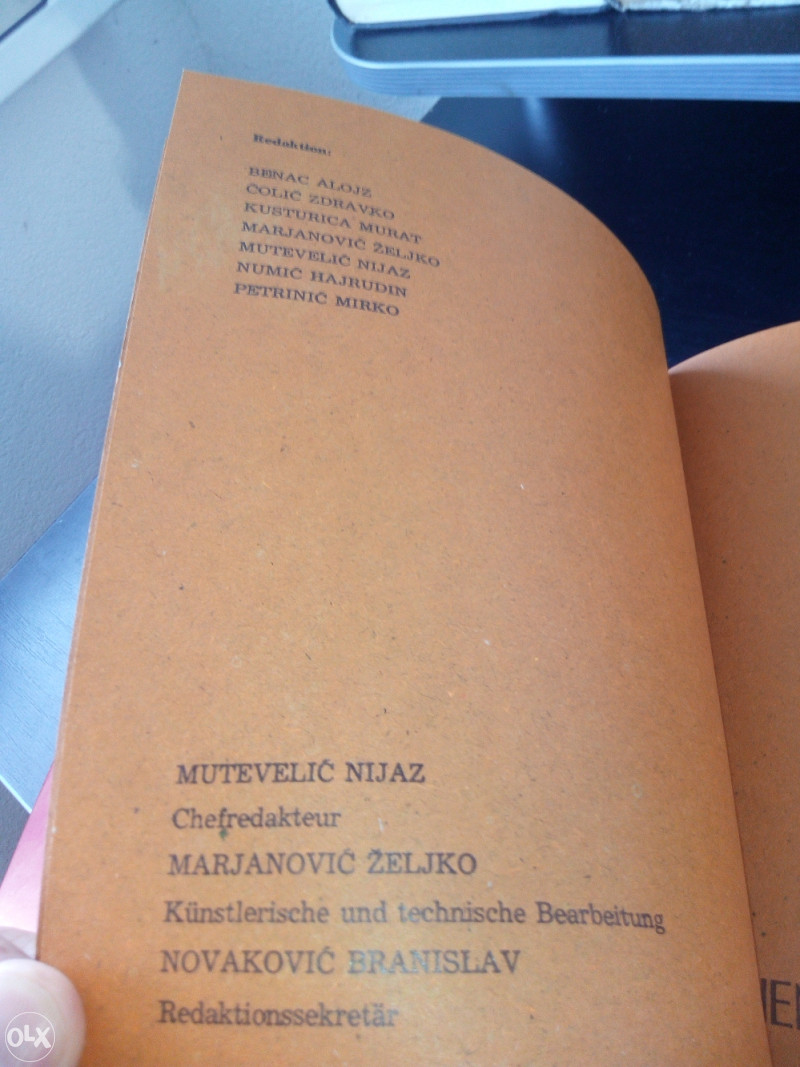 Redaktion:
BENAC ALOJZ
ČOLIĆ ZDRAVKO
KUSTURICA MURAT
MARJANOVIĆ ŽELJKO
MUTEVELIĆ NIJAZ
NUMIĆ HAJRUDIN
PETRINIĆ MIRKO
MUTEVELIĆ NIJAZ
Chefredakteur
MARJANOVIĆ ŽELJKO
Künstlerische und technische Bearbeitung
NOVAKOVIĆ BRANISLAV
Redaktionssekretär
OLX